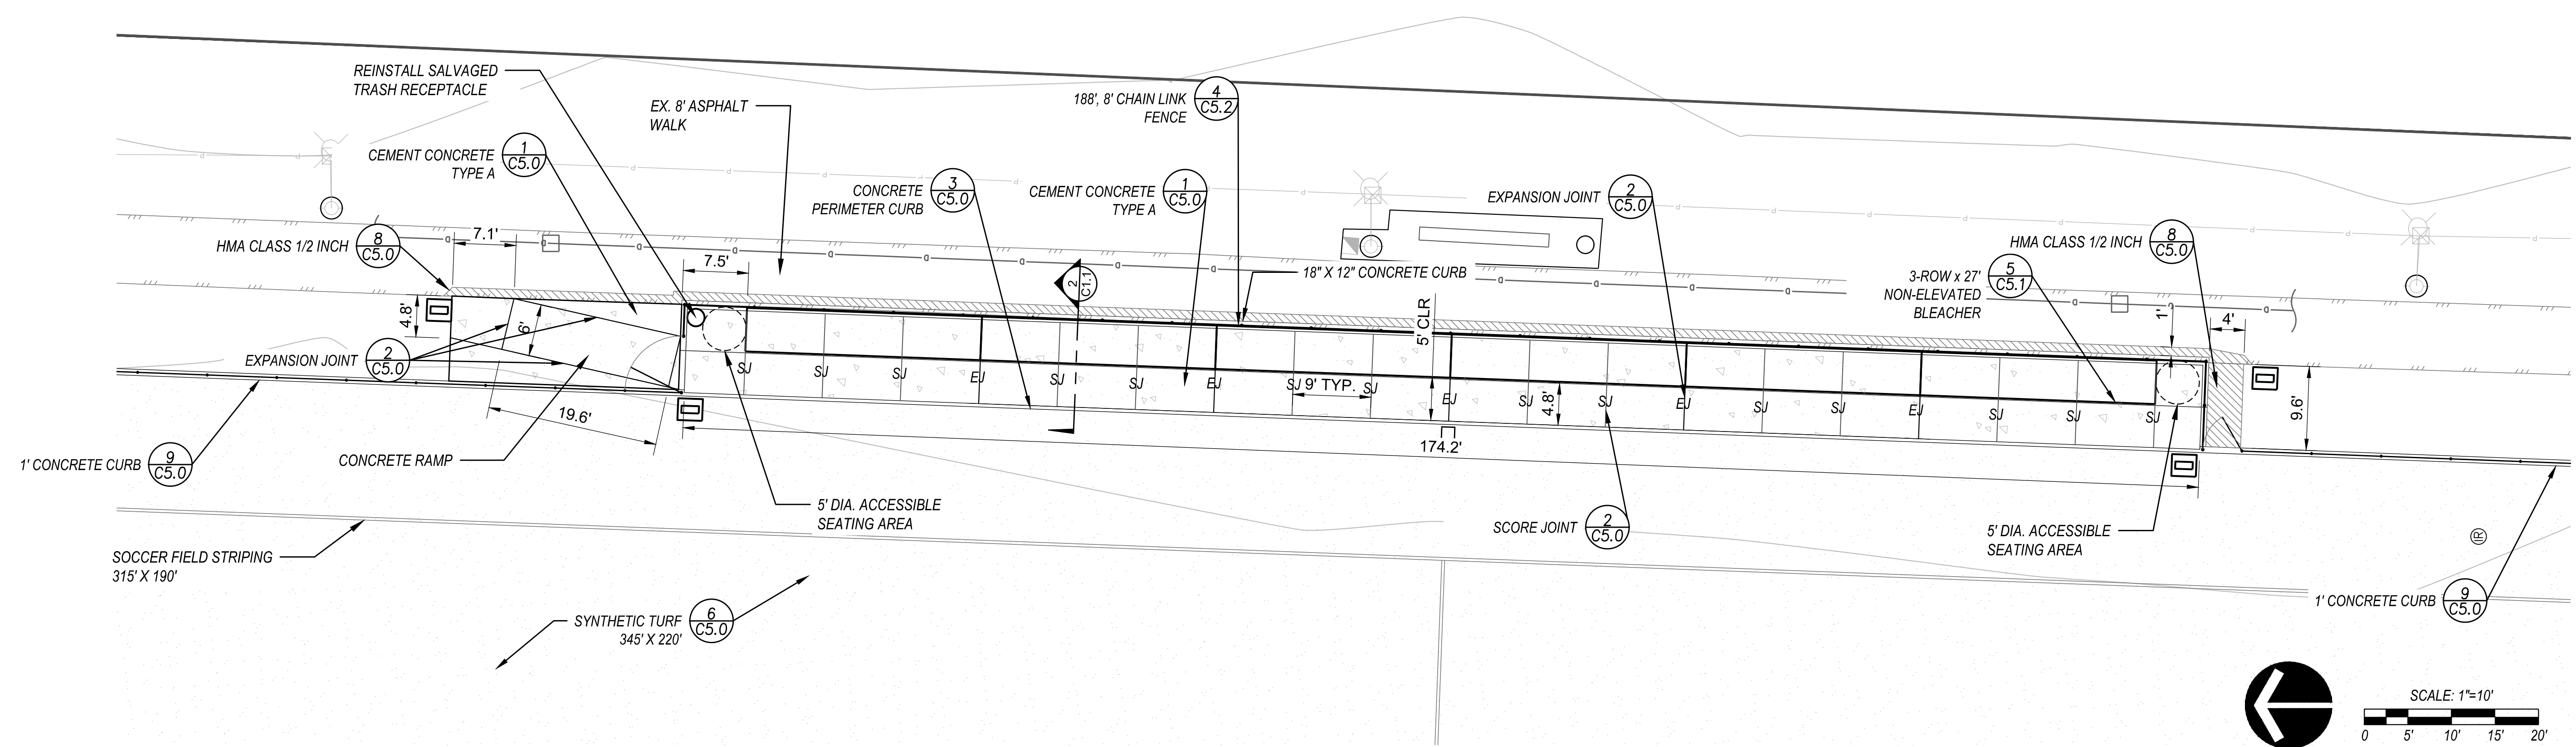 REINSTALL SALVAGED
TRASH RECEPTACLE
EX. 8' ASPHALT
WALK
188', 8' CHAIN LINK
FENCE
4
C5.2
CEMENT CONCRETE
TYPE A
1
C5.0
CONCRETE
PERIMETER CURB
3
C5.0
CEMENT CONCRETE
TYPE A
1
C5.0
EXPANSION JOINT
2
C5.0
HMA CLASS 1/2 INCH
8
C5.0
7.1'
7.5'
2
C1.1
18" X 12" CONCRETE CURB
HMA CLASS 1/2 INCH
8
C5.0
3-ROW x 27'
NON-ELEVATED
BLEACHER
5
C5.1
4.8'
6'
5' CLR
1'
4'
EXPANSION JOINT
2
C5.0
SJ
SJ
SJ
EJ
SJ
SJ
EJ
SJ
9' TYP.
SJ
EJ
SJ
4.8'
SJ
EJ
SJ
SJ
EJ
SJ
SJ
SJ
9.6'
19.6'
174.2'
1' CONCRETE CURB
9
C5.0
CONCRETE RAMP
5' DIA. ACCESSIBLE
SEATING AREA
SCORE JOINT
2
C5.0
5' DIA. ACCESSIBLE
SEATING AREA
IR
SOCCER FIELD STRIPING
315' X 190'
SYNTHETIC TURF
345' X 220'
6
C5.0
1' CONCRETE CURB
9
C5.0
SCALE: 1"=10'
0 5' 10' 15' 20'